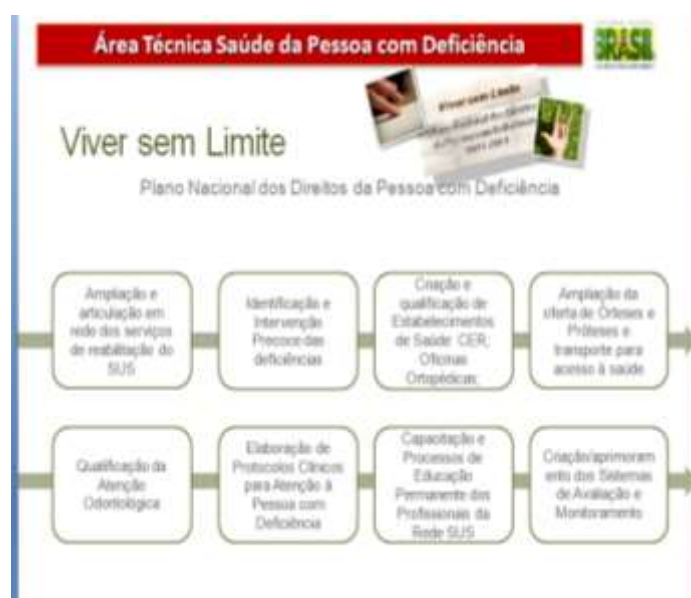 Área Técnica Saúde da Pessoa com Deficiência
BRASIL
Viver sem Limite
Viver sem Limite
Plano Nacional dos Direitos da Pessoa com Deficiência
Ampliação e
articulação em
rede dos serviços
de reabilitação do
SUS
Identificação e
Intervenção
Precoce das
deficiências
Criação e
qualificação de
Estabelecimentos
de Saúde: CER;
Oficinas
Ortopédicas;
Ampliação da
oferta de Órteses e
Próteses e
transporte para
acesso à saúde
Qualificação da
Atenção
Odontológica
Elaboração de
Protocolos Clínicos
para Atenção à
Pessoa com
Deficiência
Capacitação e
Processos de
Educação
Permanente dos
Profissionais da
Rede SUS
Criação/aprimoram
ento dos Sistemas
de Avaliação e
Monitoramento